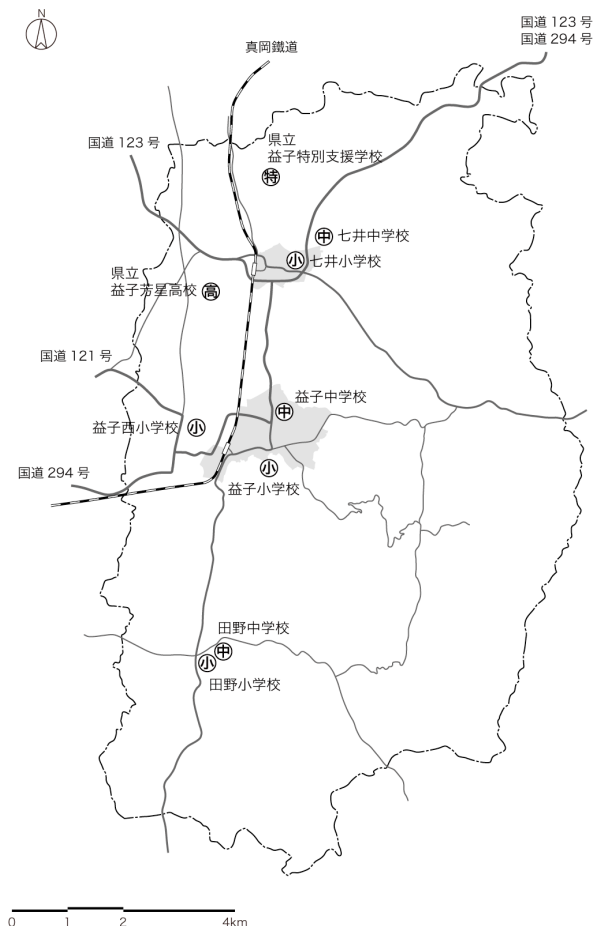 N
国道 123 号
国道 294 号
真岡鐵道
国道 123 号
県立
益子特別支援学校
特
中 七井中学校
小 七井小学校
県立
益子芳星高校 高
国道 121 号
益子中学校
中
益子西小学校 小
国道 294 号
小
益子小学校
田野中学校
中
小
田野小学校
0 1 2 4km